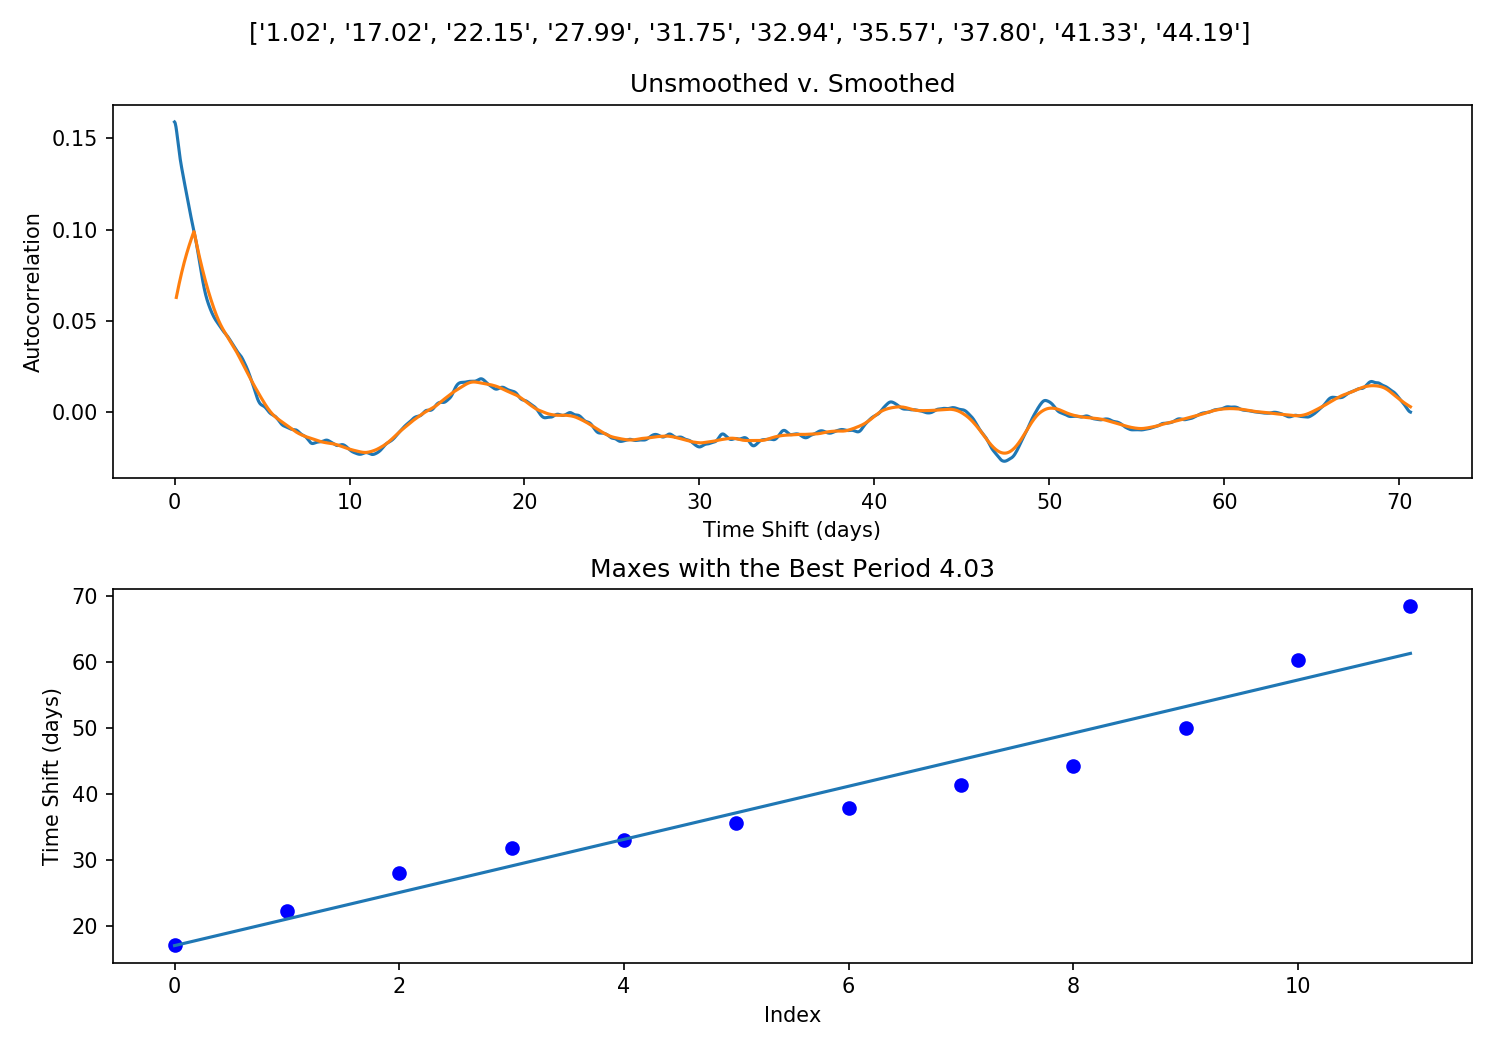 ['1.02', '17.02', '22.15', '27.99', '31.75', '32.94', '35.57', '37.80', '41.33', '44.19']
Unsmoothed v. Smoothed
Autocorrelation
0.15
0.10
0.05
0.00
0 10 20 30 40 50 60 70
Time Shift (days)
Maxes with the Best Period 4.03
Time Shift (days)
70
60
50
40
30
20
0 2 4 6 8 10
Index